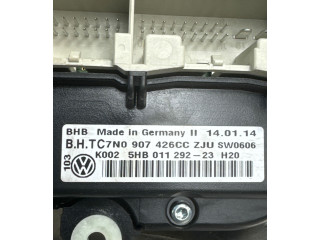 BHB Made in Germany II 14.01.14
B.H.TC7N0 907 426CC ZJU SW0606
K002 5HB 011 292-23 H20
103